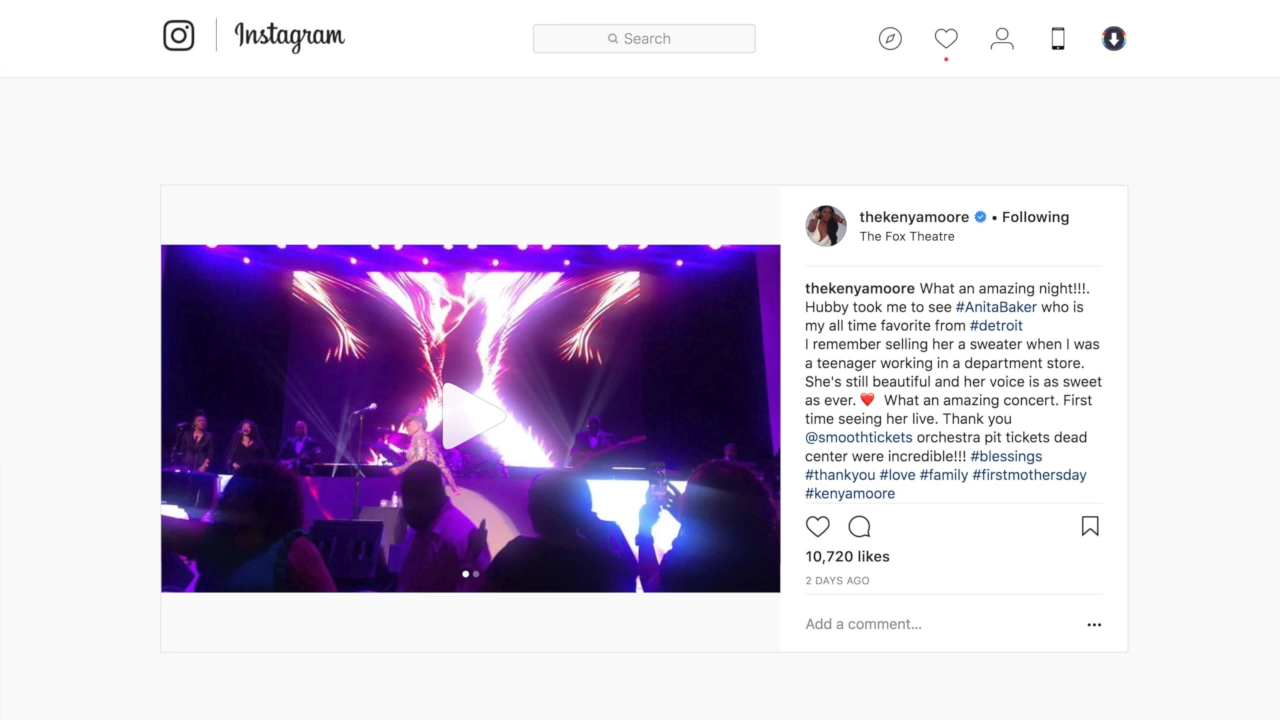 Instagram
Search
thekenyamoore • Following
The Fox Theatre
thekenyamoore What an amazing night!!!.
Hubby took me to see #AnitaBaker who is
my all time favorite from #detroit
I remember selling her a sweater when I was
a teenager working in a department store.
She's still beautiful and her voice is as sweet
as ever. ❤️ What an amazing concert. First
time seeing her live. Thank you
@smoothtickets orchestra pit tickets dead
center were incredible!!! #blessings
#thankyou #love #family #firstmothersday
#kenyamoore
10,720 likes
2 DAYS AGO
Add a comment...